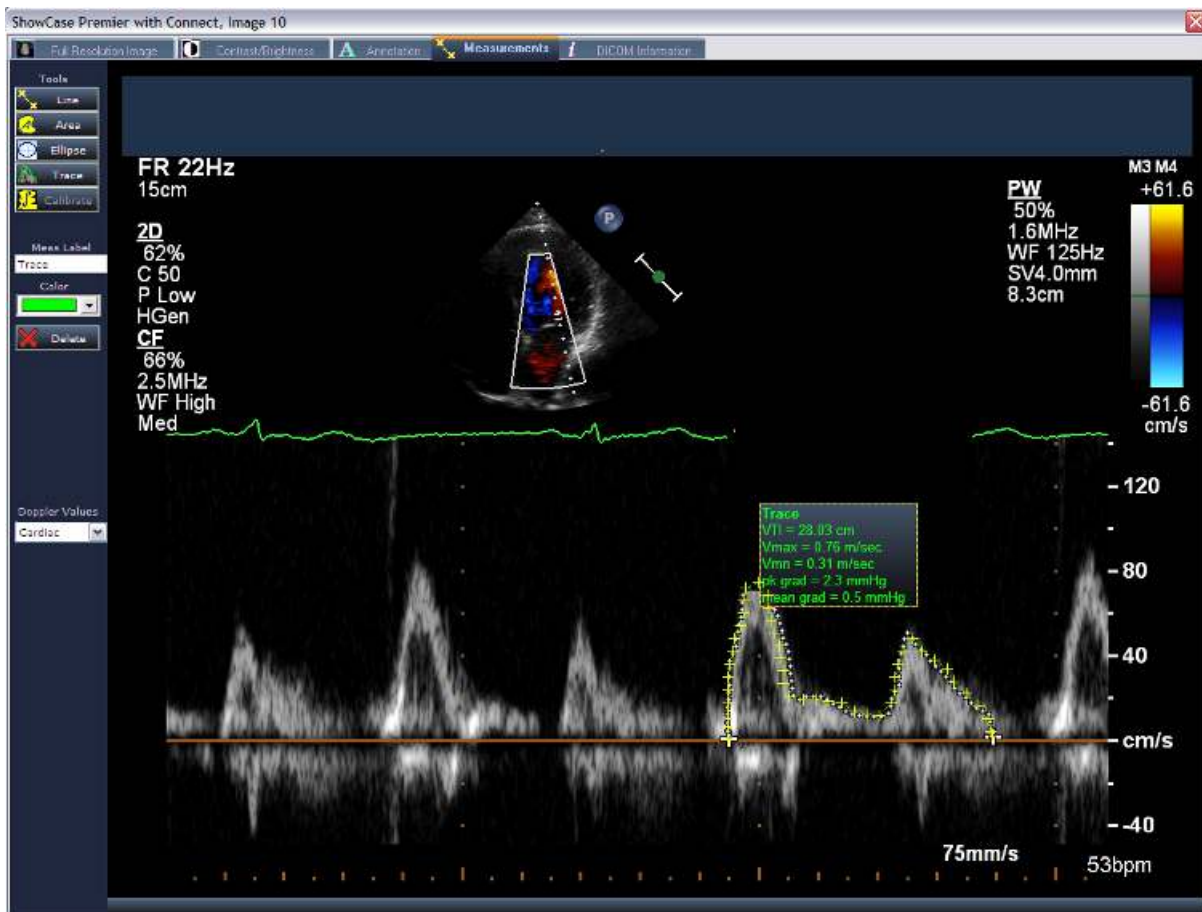 ShowCase Premier with Connect, Image 10
Full Resolution Image
Contrast/Brightness
A Annotation
Measurements
i DICOM Information
Tools
Line
Area
Ellipse
Trace
Calibrate
Meas Label
Trace
Color
Delete
Doppler Values
Cardiac
FR 22Hz
15cm
2D
62%
C 50
P Low
HGen
CF
66%
2.5MHz
WF High
Med
P
PW
50%
1.6MHz
WF 125Hz
SV4.0mm
8.3cm
M3 M4
+61.6
-61.6
cm/s
Trace
VTI = 28.03 cm
Vmax = 0.76 m/sec
Vmn = 0.31 m/sec
pk grad = 2.3 mmHg
mean grad = 0.5 mmHg
120
80
40
cm/s
-40
75mm/s
53bpm